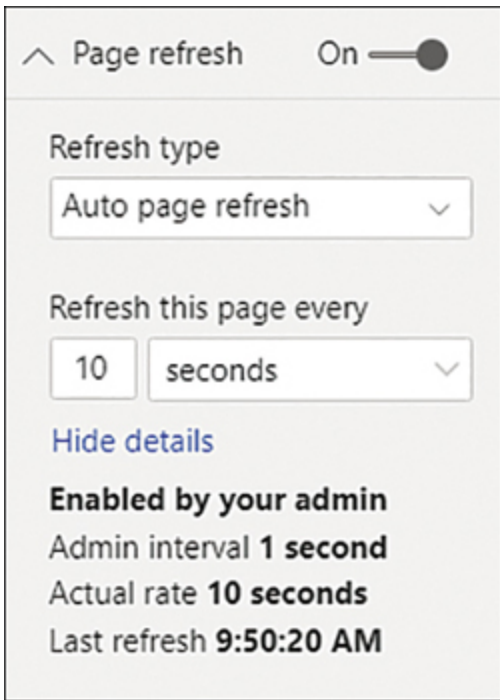 Page refresh On
Refresh type
Auto page refresh
Refresh this page every
10 seconds
Hide details
Enabled by your admin
Admin interval 1 second
Actual rate 10 seconds
Last refresh 9:50:20 AM